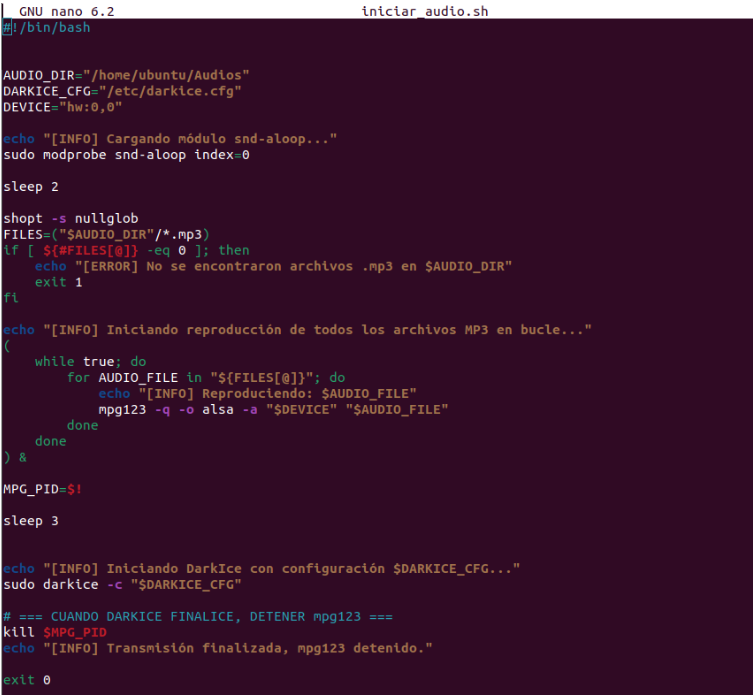 GNU nano 6.2 iniciar_audio.sh
#!/bin/bash
AUDIO_DIR="/home/ubuntu/Audios"
DARKICE_CFG="/etc/darkice.cfg"
DEVICE="hw:0,0"
echo "[INFO] Cargando módulo snd-aloop..."
sudo modprobe snd-aloop index=0
sleep 2
shopt -s nullglob
FILES=("$AUDIO_DIR"/*.mp3)
if [ ${#FILES[@]} -eq 0 ]; then
    echo "[ERROR] No se encontraron archivos .mp3 en $AUDIO_DIR"
    exit 1
fi
echo "[INFO] Iniciando reproducción de todos los archivos MP3 en bucle..."
(
    while true; do
        for AUDIO_FILE in "${FILES[@]}"; do
            echo "[INFO] Reproduciendo: $AUDIO_FILE"
            mpg123 -q -o alsa -a "$DEVICE" "$AUDIO_FILE"
        done
    done
) &
MPG_PID=$!
sleep 3
echo "[INFO] Iniciando DarkIce con configuración $DARKICE_CFG..."
sudo darkice -c "$DARKICE_CFG"
# === CUANDO DARKICE FINALICE, DETENER mpg123 ===
kill $MPG_PID
echo "[INFO] Transmisión finalizada, mpg123 detenido."
exit 0